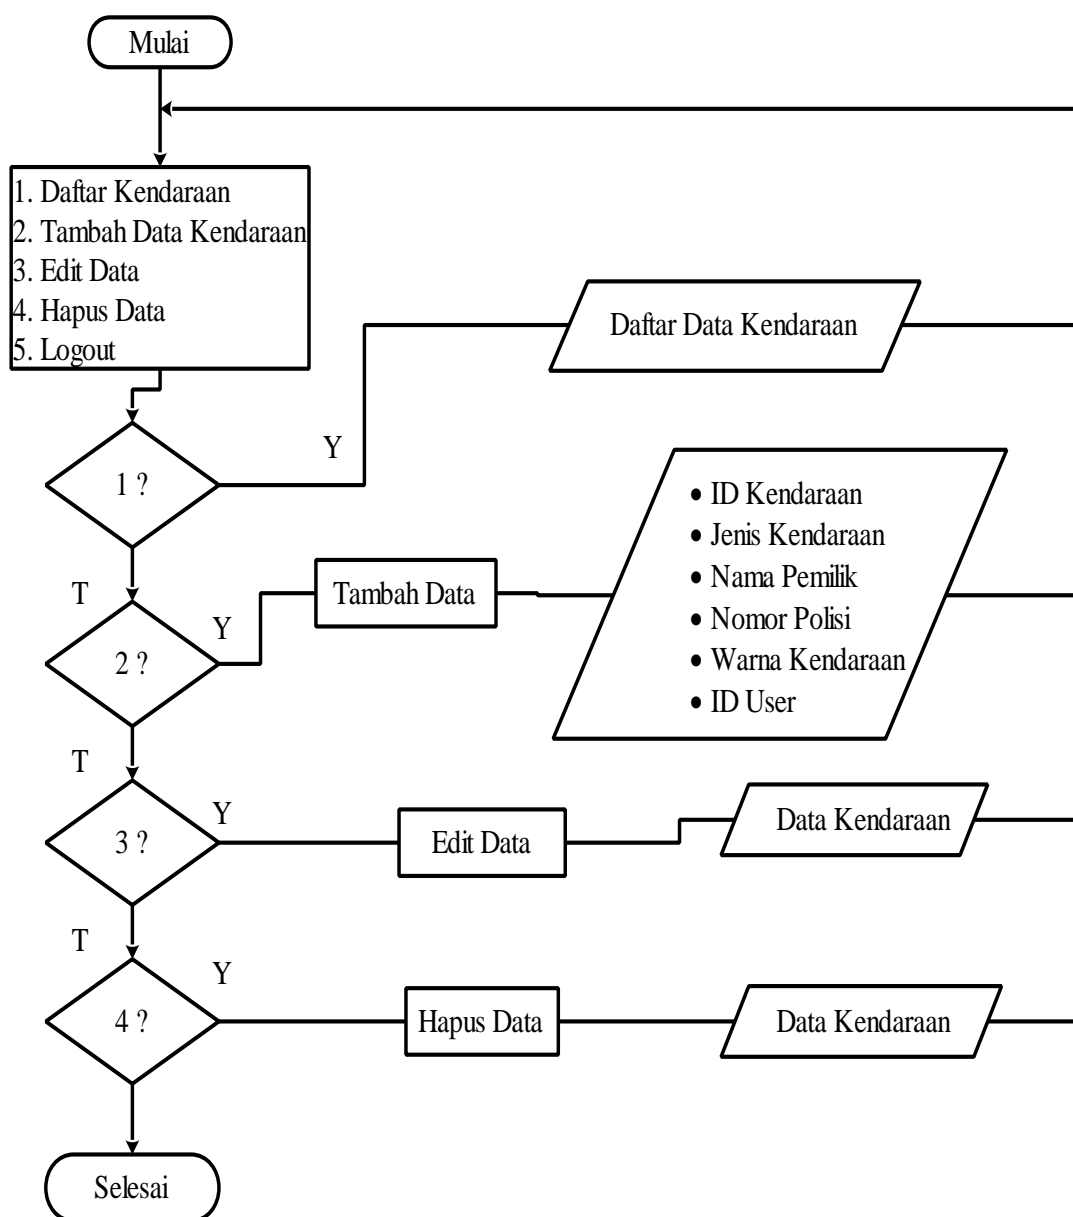 Mulai
1. Daftar Kendaraan
2. Tambah Data Kendaraan
3. Edit Data
4. Hapus Data
5. Logout
Daftar Data Kendaraan
Y
1 ?
• ID Kendaraan
• Jenis Kendaraan
• Nama Pemilik
• Nomor Polisi
• Warna Kendaraan
• ID User
T
Tambah Data
Y
2 ?
T
Y
3 ?
Edit Data
Data Kendaraan
T
Y
4 ?
Hapus Data
Data Kendaraan
Selesai